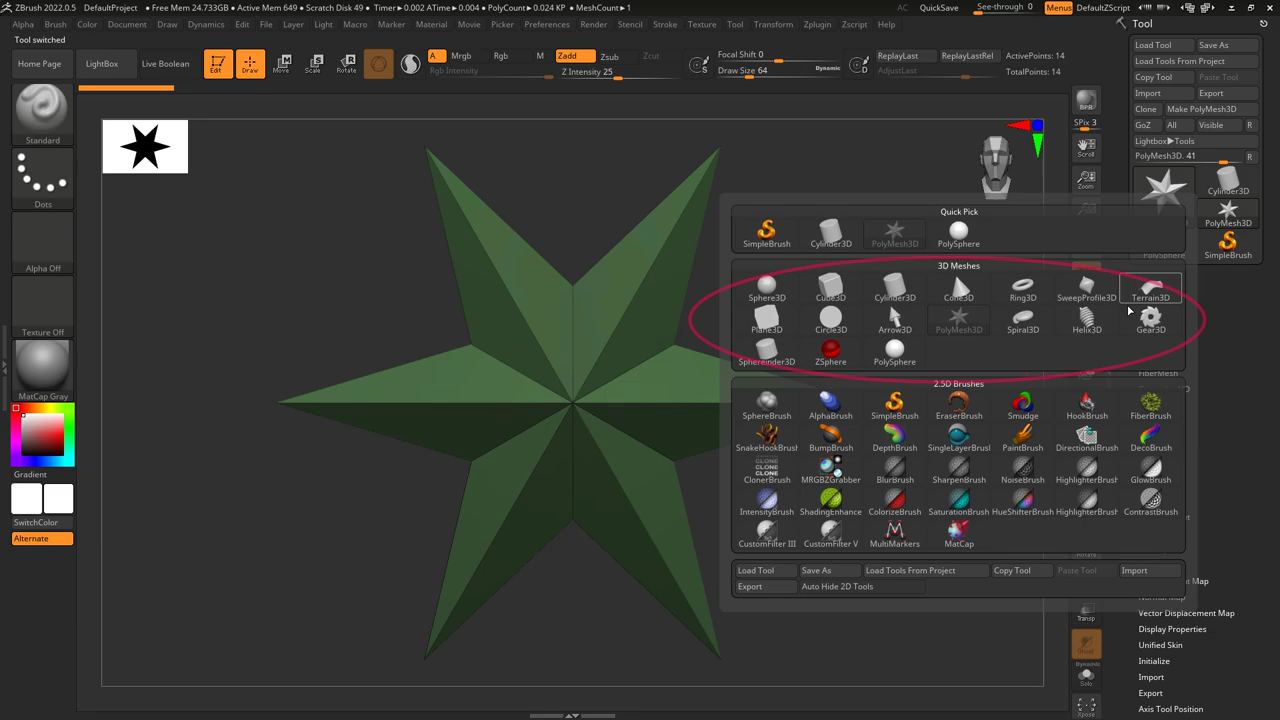 ZBrush 2022.0.5 DefaultProject • Free Mem 24.733GB • Active Mem 649 • Scratch Disk 49 • Timer▶0.002 ATime▶0.004 • PolyCount▶0.024 KP • MeshCount▶1 AC QuickSave See-through 0 Menus DefaultZScript
Alpha Brush Color Document Draw Dynamics Edit File Layer Light Macro Marker Material Movie Picker Preferences Render Stencil Stroke Texture Tool Transform Zplugin Zscript Help
Tool switched
Home Page LightBox Live Boolean Edit Draw Move Scale Rotate
A Mrgb Rgb M Zadd Zsub Zcut
Rgb Intensity Z Intensity 25
Focal Shift 0
Draw Size 64 Dynamic
S D
ReplayLast ReplayLastRel ActivePoints: 14
AdjustLast TotalPoints: 14
Standard
Dots
Alpha Off
Texture Off
MatCap Gray
Gradient
SwitchColor
Alternate
BPR
SPix 3
Scroll
Zoom
Tool
Load Tool Save As
Load Tools From Project
Copy Tool Paste Tool
Import Export
Clone Make PolyMesh3D
GoZ All Visible R
Lightbox▶Tools
PolyMesh3D. 41 R
Cylinder3D
PolyMesh3D
PolySphere SimpleBrush
Quick Pick
SimpleBrush Cylinder3D PolyMesh3D PolySphere
3D Meshes
Sphere3D Cube3D Cylinder3D Cone3D Ring3D SweepProfile3D Terrain3D
Plane3D Circle3D Arrow3D PolyMesh3D Spiral3D Helix3D Gear3D
Sphereinder3D ZSphere PolySphere
FiberMesh
2.5D Brushes
SphereBrush AlphaBrush SimpleBrush EraserBrush Smudge HookBrush FiberBrush
SnakeHookBrush BumpBrush DepthBrush SingleLayerBrush PaintBrush DirectionalBrush DecoBrush
CLONE
CLONE
CLONE
ClonerBrush MRGBZGrabber BlurBrush SharpenBrush NoiseBrush HighlighterBrush GlowBrush
IntensityBrush ShadingEnhance ColorizeBrush SaturationBrush HueShifterBrush HighlighterBrush ContrastBrush
CustomFilter III CustomFilter V MultiMarkers MatCap
Load Tool Save As Load Tools From Project Copy Tool Paste Tool Import
Export Auto Hide 2D Tools
Vector Displacement Map
Display Properties
Unified Skin
Initialize
Import
Export
Axis Tool Position
Transp
Ghost
Dynamic
Solo
Xpose